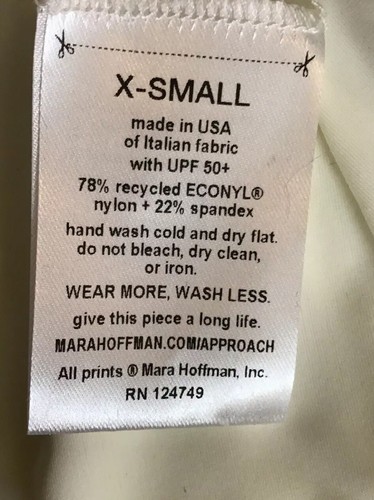 X-SMALL
made in USA
of Italian fabric
with UPF 50+
78% recycled ECONYL®
nylon + 22% spandex
hand wash cold and dry flat.
do not bleach, dry clean,
or iron.
WEAR MORE, WASH LESS.
give this piece a long life.
MARAHOFFMAN.COM/APPROACH
All prints ® Mara Hoffman, Inc.
RN 124749